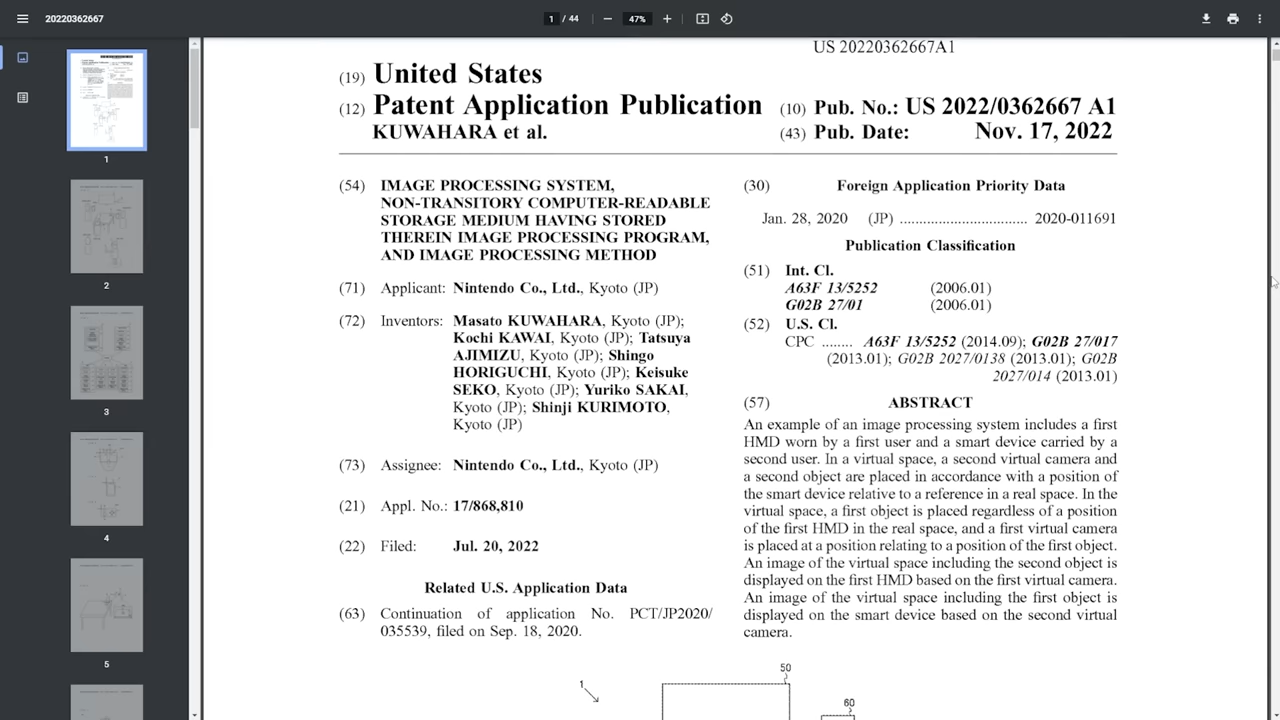 20220362667
1 / 44
47%
1
2
3
4
5
US 20220362667A1
(19) United States
(12) Patent Application Publication
KUWAHARA et al.
(10) Pub. No.: US 2022/0362667 A1
(43) Pub. Date: Nov. 17, 2022
(54) IMAGE PROCESSING SYSTEM,
NON-TRANSITORY COMPUTER-READABLE
STORAGE MEDIUM HAVING STORED
THEREIN IMAGE PROCESSING PROGRAM,
AND IMAGE PROCESSING METHOD
(71) Applicant: Nintendo Co., Ltd., Kyoto (JP)
(72) Inventors: Masato KUWAHARA, Kyoto (JP);
Kochi KAWAI, Kyoto (JP); Tatsuya
AJIMIZU, Kyoto (JP); Shingo
HORIGUCHI, Kyoto (JP); Keisuke
SEKO, Kyoto (JP); Yuriko SAKAI,
Kyoto (JP); Shinji KURIMOTO,
Kyoto (JP)
(73) Assignee: Nintendo Co., Ltd., Kyoto (JP)
(21) Appl. No.: 17/868,810
(22) Filed: Jul. 20, 2022
Related U.S. Application Data
(63) Continuation of application No. PCT/JP2020/
035539, filed on Sep. 18, 2020.
(30) Foreign Application Priority Data
Jan. 28, 2020 (JP) ................................ 2020-011691
Publication Classification
(51) Int. Cl.
A63F 13/5252 (2006.01)
G02B 27/01 (2006.01)
(52) U.S. Cl.
CPC ........ A63F 13/5252 (2014.09); G02B 27/017
(2013.01); G02B 2027/0138 (2013.01); G02B
2027/014 (2013.01)
(57) ABSTRACT
An example of an image processing system includes a first
HMD worn by a first user and a smart device carried by a
second user. In a virtual space, a second virtual camera and
a second object are placed in accordance with a position of
the smart device relative to a reference in a real space. In the
virtual space, a first object is placed regardless of a position
of the first HMD in the real space, and a first virtual camera
is placed at a position relating to a position of the first object.
An image of the virtual space including the second object is
displayed on the first HMD based on the first virtual camera.
An image of the virtual space including the first object is
displayed on the smart device based on the second virtual
camera.
1
50
60